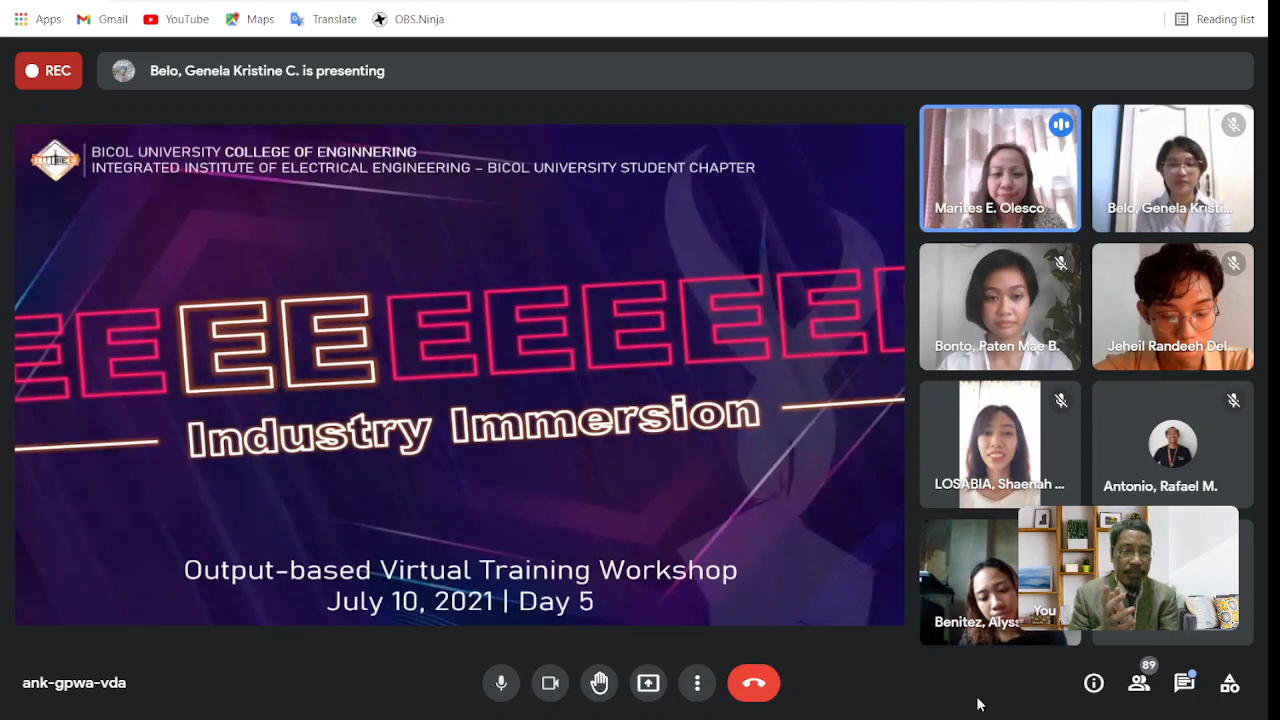 Apps Gmail YouTube Maps Translate OBS.Ninja Reading list
REC Belo, Genela Kristine C. is presenting
BICOL UNIVERSITY COLLEGE OF ENGINNERING
INTEGRATED INSTITUTE OF ELECTRICAL ENGINEERING – BICOL UNIVERSITY STUDENT CHAPTER
EEEEEEEEEE
Industry Immersion
Output-based Virtual Training Workshop
July 10, 2021 | Day 5
Marites E. Olesco
Belo, Genela Kristi...
Bonto, Paten Mae B.
Jeheil Randeeh Del...
LOSABIA, Shaenah ...
Antonio, Rafael M.
Benitez, Alys
You
ank-gpwa-vda
89